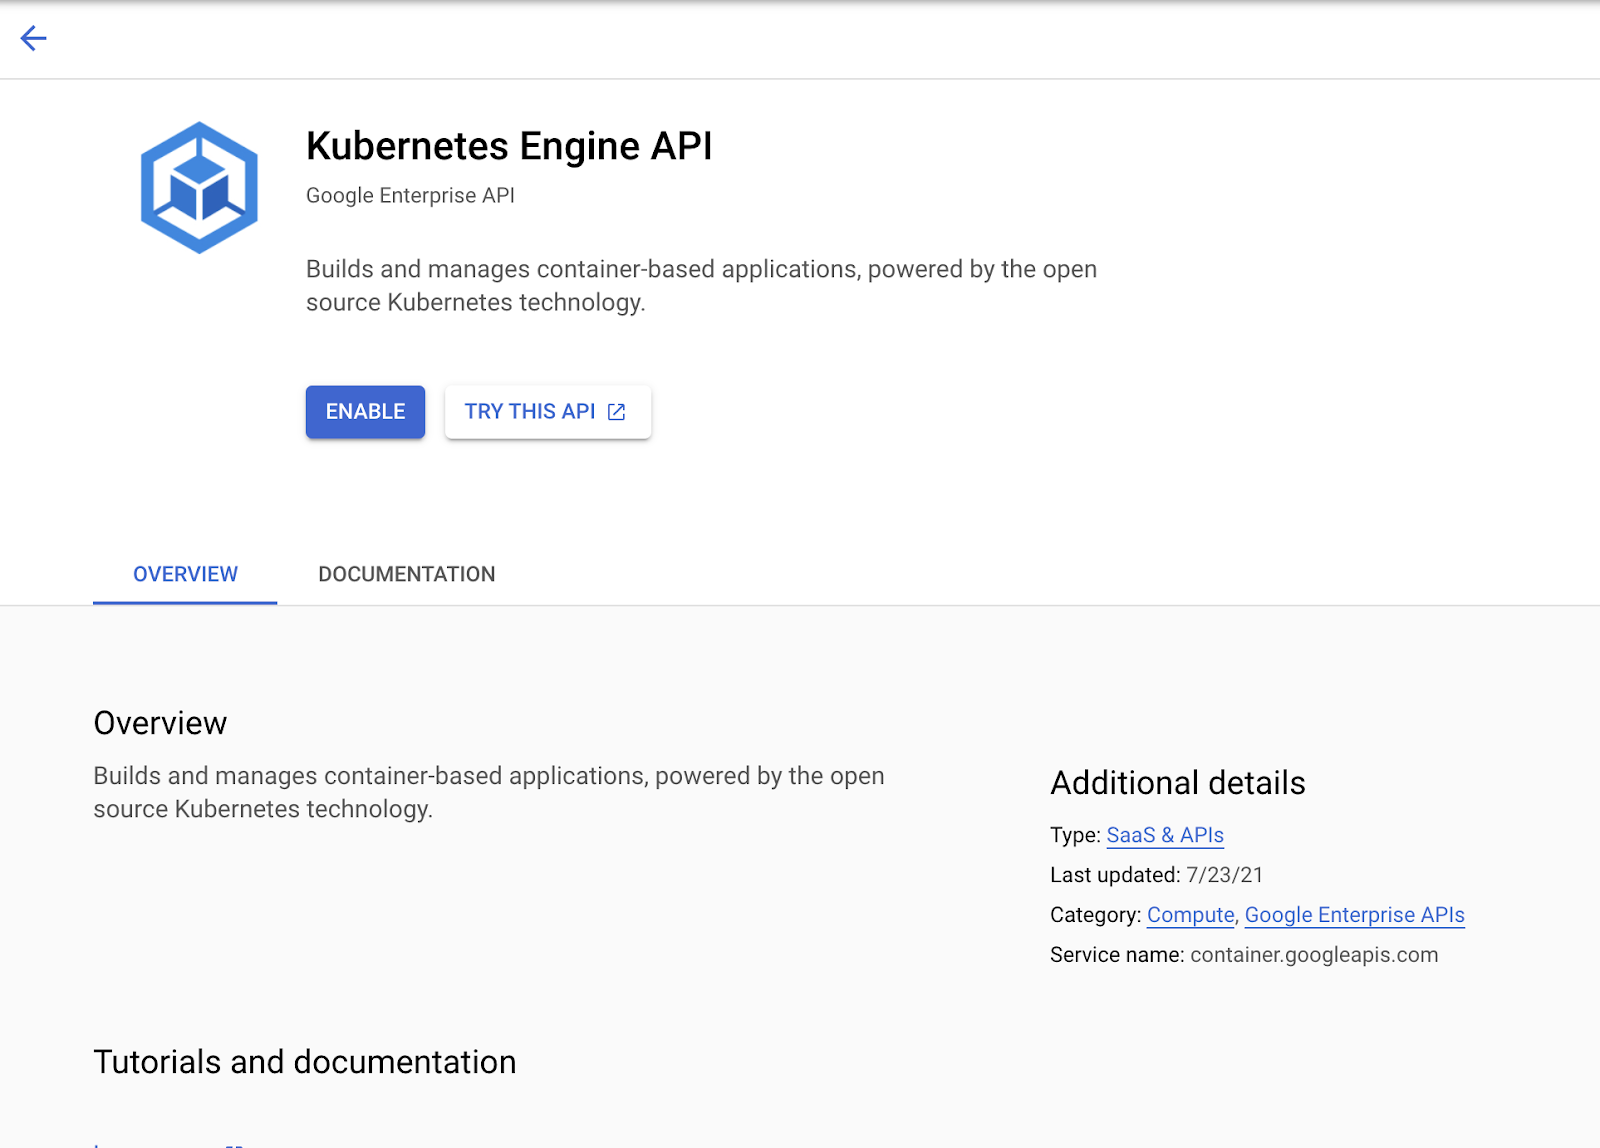 Kubernetes Engine API
Google Enterprise API
Builds and manages container-based applications, powered by the open
source Kubernetes technology.
ENABLE
TRY THIS API
OVERVIEW
DOCUMENTATION
Overview
Builds and manages container-based applications, powered by the open
source Kubernetes technology.
Additional details
Type: SaaS & APIs
Last updated: 7/23/21
Category: Compute, Google Enterprise APIs
Service name: container.googleapis.com
Tutorials and documentation